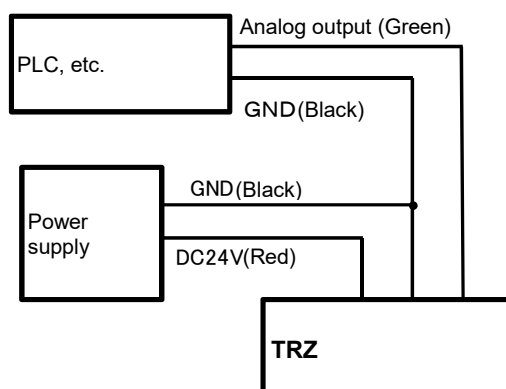 Analog output (Green)
PLC, etc.
GND(Black)
GND(Black)
Power
supply
DC24V(Red)
TRZ